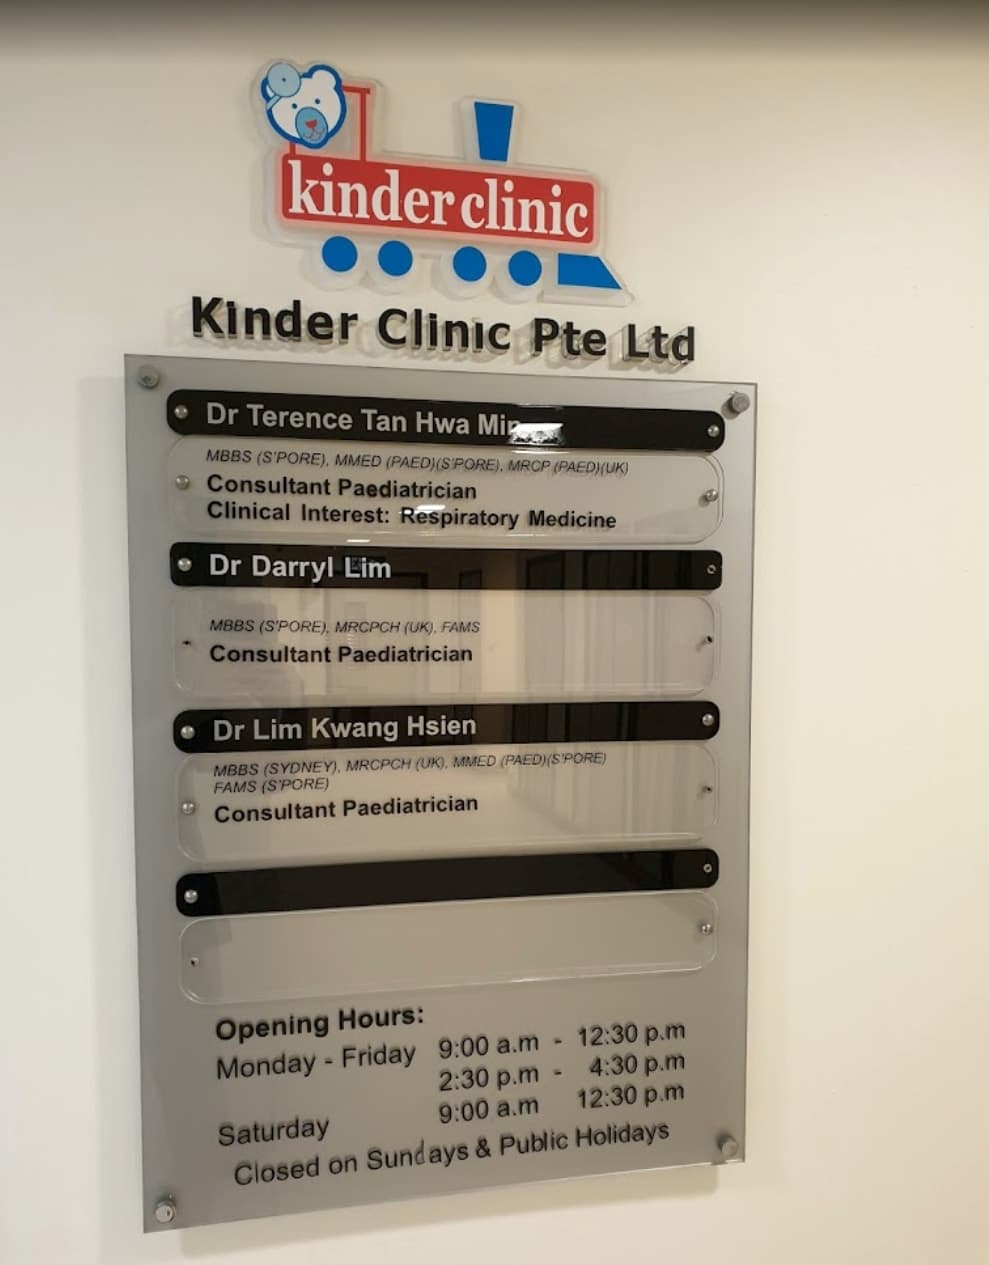 kinder clinic
Kinder Clinic Pte Ltd
Dr Terence Tan Hwa Min
MBBS (S'PORE), MMED (PAED)(S'PORE), MRCP (PAED)(UK)
Consultant Paediatrician
Clinical Interest: Respiratory Medicine
Dr Darryl Lim
MBBS (S'PORE), MRCPCH (UK), FAMS
Consultant Paediatrician
Dr Lim Kwang Hsien
MBBS (SYDNEY), MRCPCH (UK), MMED (PAED)(S'PORE)
FAMS (S'PORE)
Consultant Paediatrician
Opening Hours:
Monday - Friday 9:00 a.m - 12:30 p.m
2:30 p.m - 4:30 p.m
Saturday 9:00 a.m 12:30 p.m
Closed on Sundays & Public Holidays